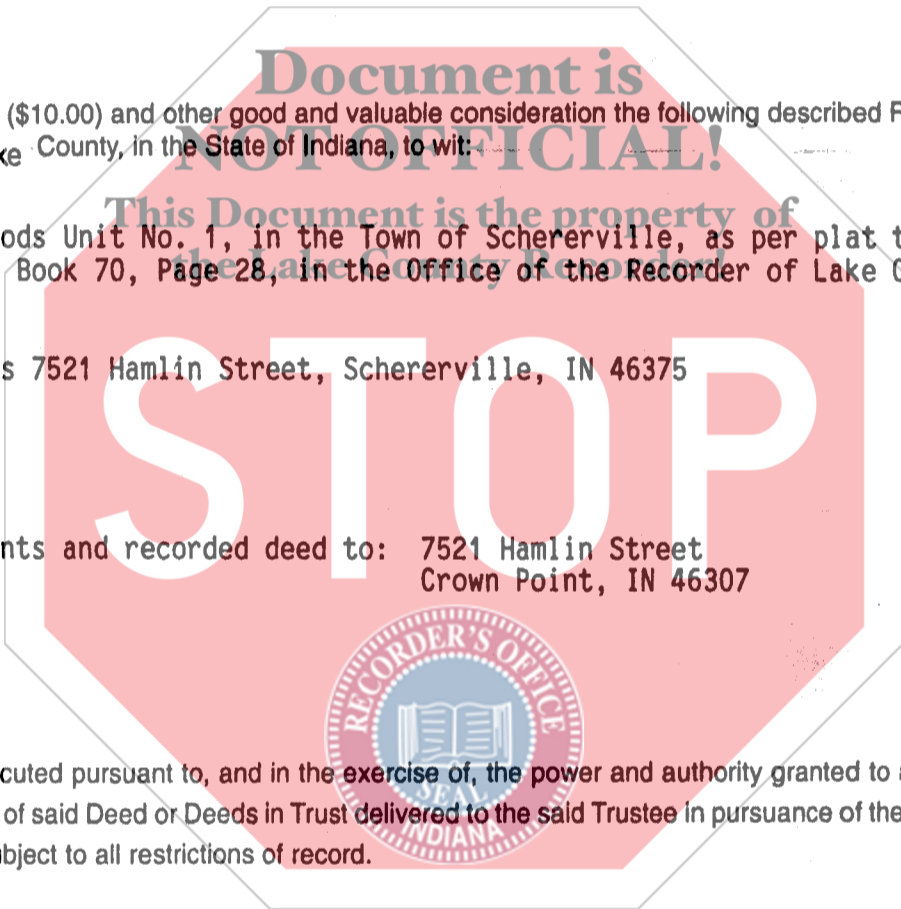 Document is
($10.00) and other good and valuable consideration the following described
NOT OFFICIAL!
County, in the State of Indiana, to wit:
This Document is the property of
ods Unit No. 1, in the Town of Schererville, as per plat t
the Lake County Recorder!
Book 70, Page 28, in the Office of the Recorder of Lake
s 7521 Hamlin Street, Schererville, IN 46375
STOP
nts and recorded deed to: 7521 Hamlin Street
Crown Point, IN 46307
RECORDER'S OFFICE
cuted pursuant to, and in the exercise of, the power and authority granted to
SEAL
of said Deed or Deeds in Trust delivered to the said Trustee in pursuance of the
INDIANA
bject to all restrictions of record.